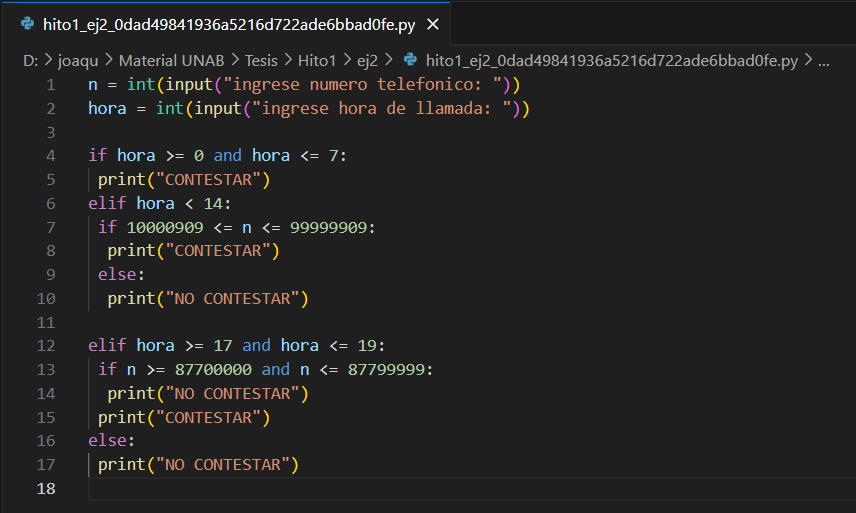 hito1_ej2_0dad49841936a5216d722ade6bbad0fe.py ×
D: > joaqu > Material UNAB > Tesis > Hito1 > ej2 > hito1_ej2_0dad49841936a5216d722ade6bbad0fe.py > ...
1 n = int(input("ingrese numero telefonico: "))
2 hora = int(input("ingrese hora de llamada: "))
3
4 if hora >= 0 and hora <= 7:
5  print("CONTESTAR")
6 elif hora < 14:
7  if 10000909 <= n <= 99999909:
8   print("CONTESTAR")
9  else:
10   print("NO CONTESTAR")
11
12 elif hora >= 17 and hora <= 19:
13  if n >= 87700000 and n <= 87799999:
14   print("NO CONTESTAR")
15  print("CONTESTAR")
16 else:
17  print("NO CONTESTAR")
18